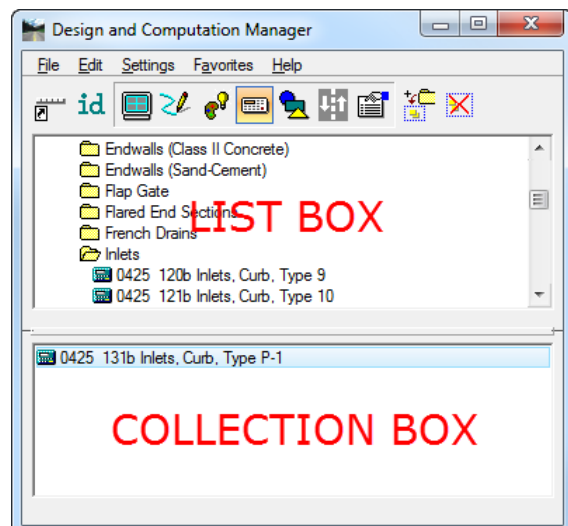 Design and Computation Manager
File Edit Settings Favorites Help
id
Endwalls (Class II Concrete)
Endwalls (Sand-Cement)
Flap Gate
Flared End Sections
LIST BOX
French Drains
Inlets
0425 120b Inlets, Curb, Type 9
0425 121b Inlets, Curb, Type 10
0425 131b Inlets, Curb, Type P-1
COLLECTION BOX